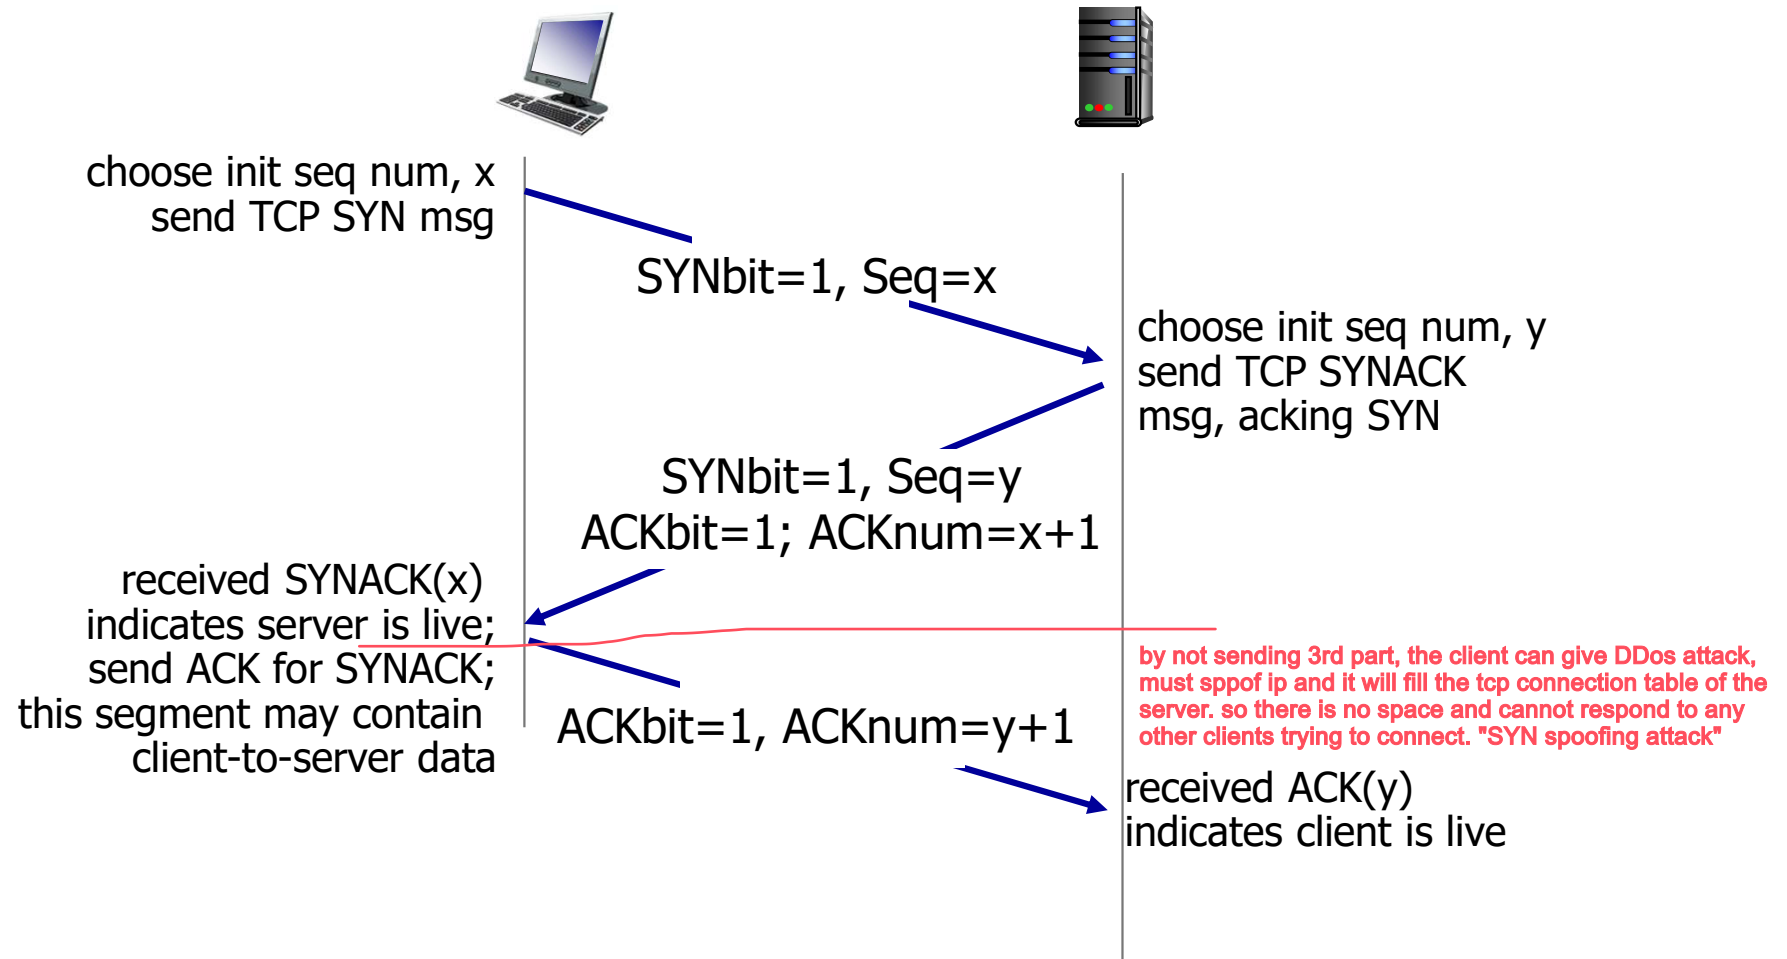 choose init seq num, x
send TCP SYN msg
SYNbit=1, Seq=x
choose init seq num, y
send TCP SYNACK
msg, acking SYN
SYNbit=1, Seq=y
ACKbit=1; ACKnum=x+1
received SYNACK(x)
indicates server is live;
send ACK for SYNACK;
this segment may contain
client-to-server data
by not sending 3rd part, the client can give DDos attack,
must sppof ip and it will fill the tcp connection table of the
server. so there is no space and cannot respond to any
other clients trying to connect. "SYN spoofing attack"
ACKbit=1, ACKnum=y+1
received ACK(y)
indicates client is live